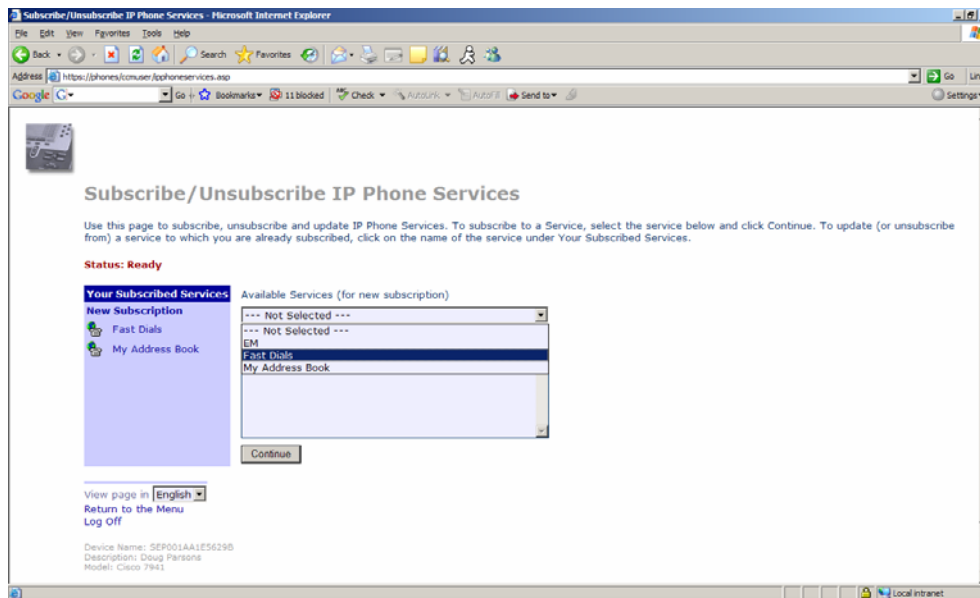 Subscribe/Unsubscribe IP Phone Services - Microsoft Internet Explorer
File Edit View Favorites Tools Help
Back Search Favorites
Address https://phones/ccmuser/ipphoneservices.asp Go Lin
Google G Go Bookmarks 11 blocked Check AutoLink AutoFill Send to Settings
Subscribe/Unsubscribe IP Phone Services
Use this page to subscribe, unsubscribe and update IP Phone Services. To subscribe to a Service, select the service below and click Continue. To update (or unsubscribe
from) a service to which you are already subscribed, click on the name of the service under Your Subscribed Services.
Status: Ready
Your Subscribed Services
New Subscription
Fast Dials
My Address Book
Available Services (for new subscription)
--- Not Selected ---
--- Not Selected ---
EM
Fast Dials
My Address Book
Continue
View page in English
Return to the Menu
Log Off
Device Name: SEP001AA1E5629B
Description: Doug Parsons
Model: Cisco 7941
Local intranet